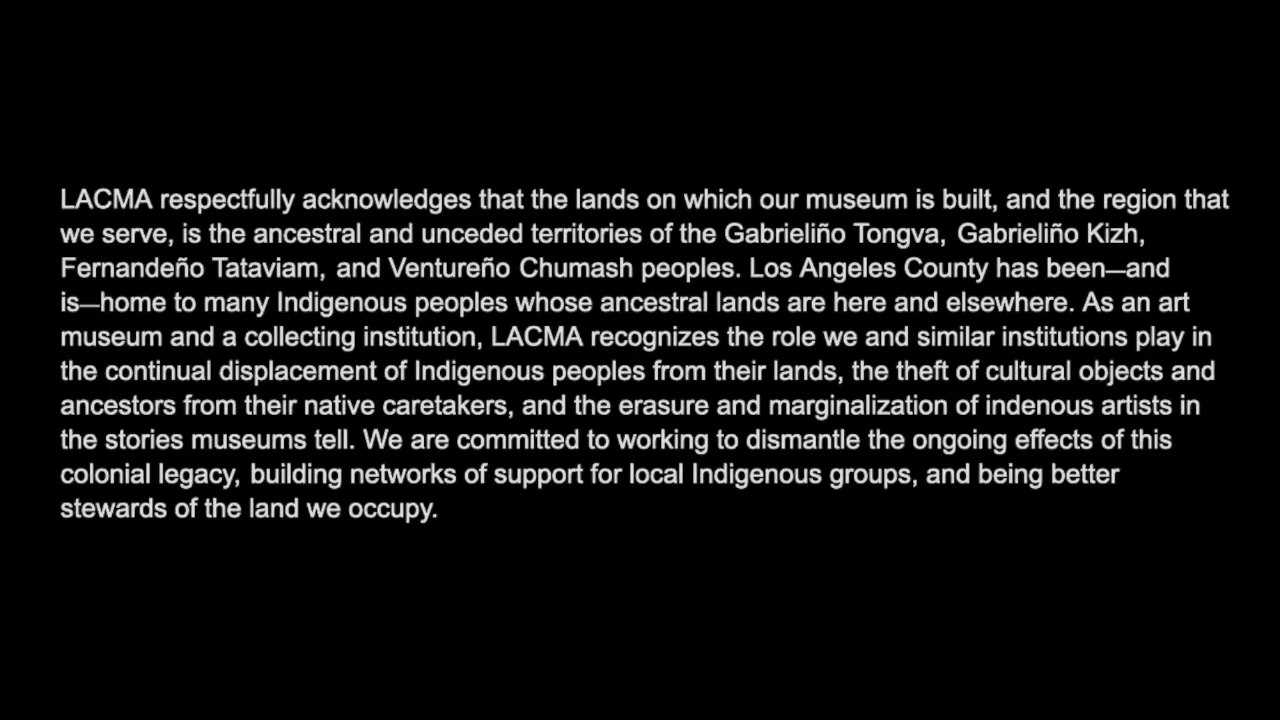 LACMA respectfully acknowledges that the lands on which our museum is built, and the region that
we serve, is the ancestral and unceded territories of the Gabrieliño Tongva, Gabrieliño Kizh,
Fernandeño Tataviam, and Ventureño Chumash peoples. Los Angeles County has been—and
is—home to many Indigenous peoples whose ancestral lands are here and elsewhere. As an art
museum and a collecting institution, LACMA recognizes the role we and similar institutions play in
the continual displacement of Indigenous peoples from their lands, the theft of cultural objects and
ancestors from their native caretakers, and the erasure and marginalization of indenous artists in
the stories museums tell. We are committed to working to dismantle the ongoing effects of this
colonial legacy, building networks of support for local Indigenous groups, and being better
stewards of the land we occupy.